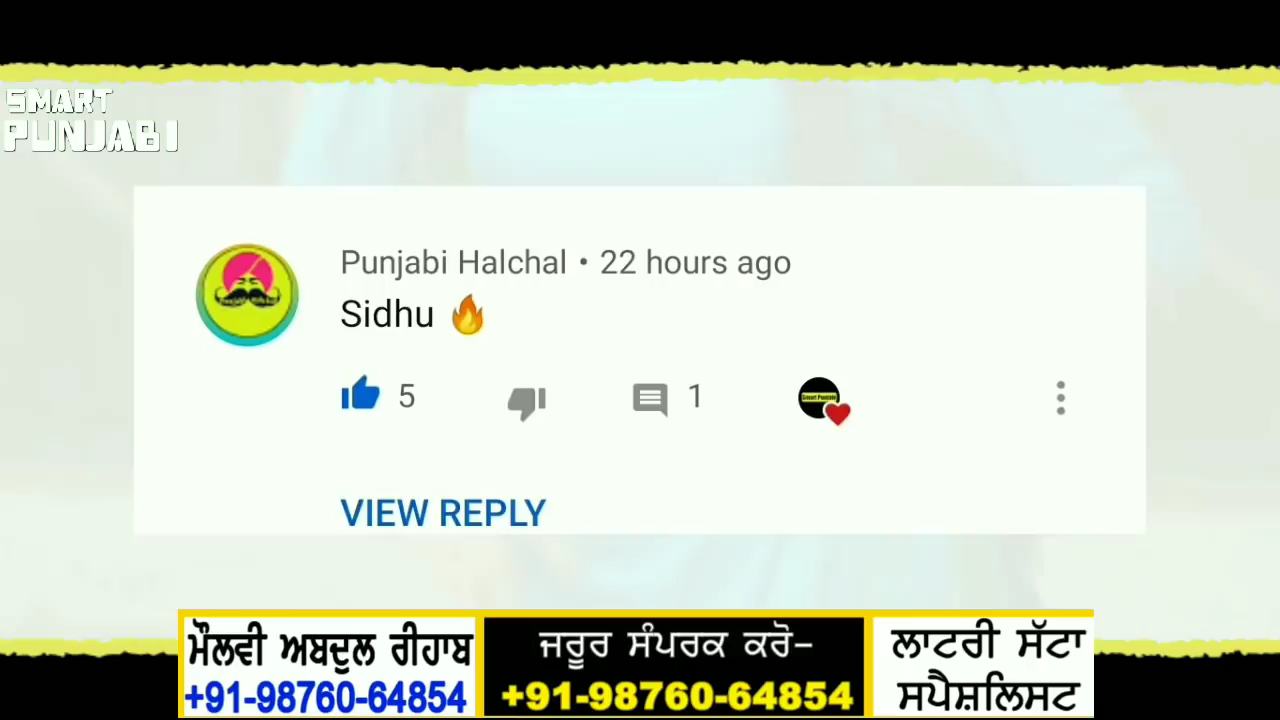 SMART
PUNJABI
Punjabi Halchal • 22 hours ago
Sidhu 🔥
5
1
VIEW REPLY
ਮੌਲਵੀ ਅਬਦੁਲ ਰੀਹਾਬ
+91-98760-64854
ਜਰੂਰ ਸੰਪਰਕ ਕਰੋ-
+91-98760-64854
ਲਾਟਰੀ ਸੱਟਾ
ਸਪੈਸ਼ਲਿਸਟ